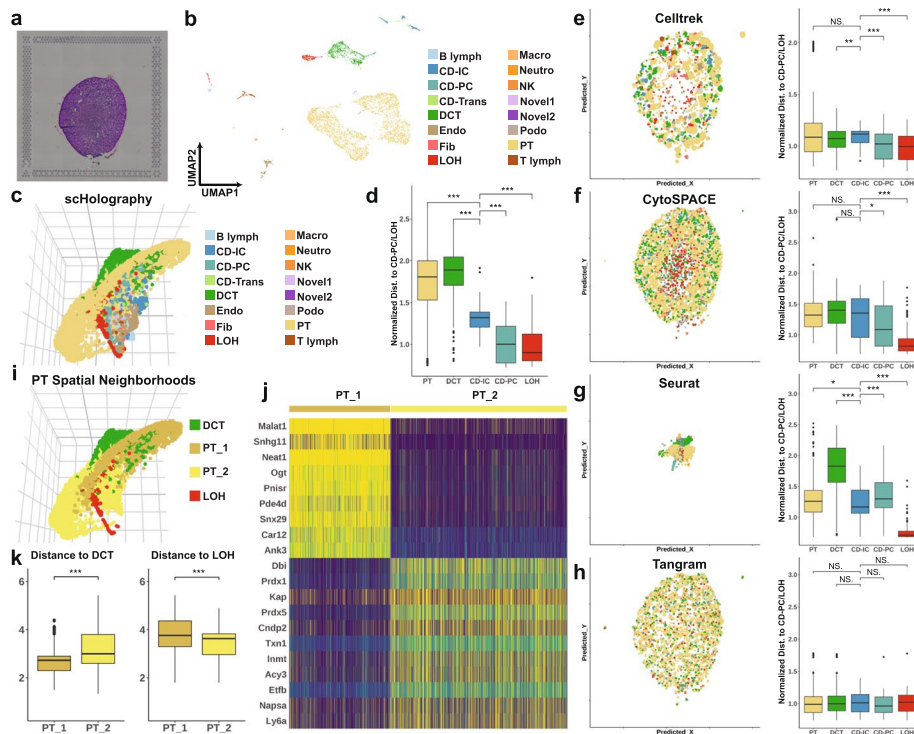 a
b
UMAP2
UMAP1
B lymph
CD-IC
CD-PC
CD-Trans
DCT
Endo
Fib
LOH
Macro
Neutro
NK
Novel1
Novel2
Podo
PT
T lymph
c
scHolography
B lymph
CD-IC
CD-PC
CD-Trans
DCT
Endo
Fib
LOH
Macro
Neutro
NK
Novel1
Novel2
Podo
PT
T lymph
d
Normalized Dist. to CD-PC/LOH
2.5
2.0
1.5
1.0
***
***
***
***
PT DCT CD-IC CD-PC LOH
e
Celltrek
Predicted_Y
Predicted_X
Normalized Dist. to CD-PC/LOH
2.0
1.5
1.0
NS.
**
***
***
PT DCT CD-IC CD-PC LOH
f
CytoSPACE
Predicted_Y
Predicted_X
Normalized Dist. to CD-PC/LOH
3.0
2.5
2.0
1.5
1.0
NS.
NS.
***
*
PT DCT CD-IC CD-PC LOH
g
Seurat
Predicted_Y
Predicted_X
Normalized Dist. to CD-PC/LOH
3.0
2.5
2.0
1.5
1.0
*
***
***
***
PT DCT CD-IC CD-PC LOH
h
Tangram
Predicted_Y
Predicted_X
Normalized Dist. to CD-PC/LOH
3.0
2.5
2.0
1.5
1.0
NS.
NS.
NS.
NS.
PT DCT CD-IC CD-PC LOH
i
PT Spatial Neighborhoods
DCT
PT_1
PT_2
LOH
j
PT_1
PT_2
Malat1
Snhg11
Neat1
Ogt
Pnisr
Pde4d
Snx29
Car12
Ank3
Dbi
Prdx1
Kap
Prdx5
Cndp2
Txn1
Inmt
Acy3
Etfb
Napsa
Ly6a
k
Distance to DCT
***
6
4
2
PT_1 PT_2
Distance to LOH
***
6
4
2
PT_1 PT_2